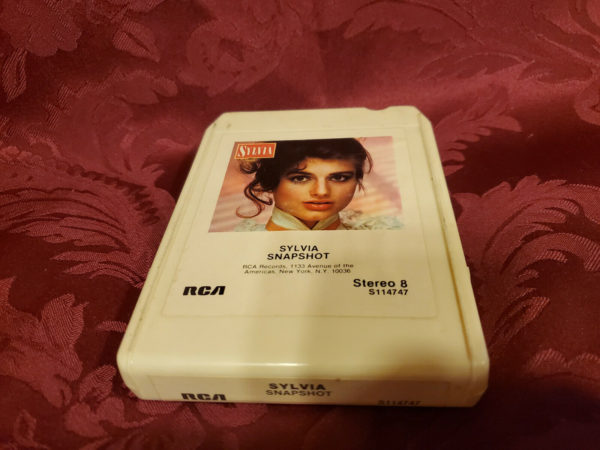 SYLVIA
SYLVIA
SNAPSHOT
RCA Records, 1133 Avenue of the
Americas, New York, N.Y. 10036
RCA
Stereo 8
S114747
RCA
SYLVIA
SNAPSHOT
S114747